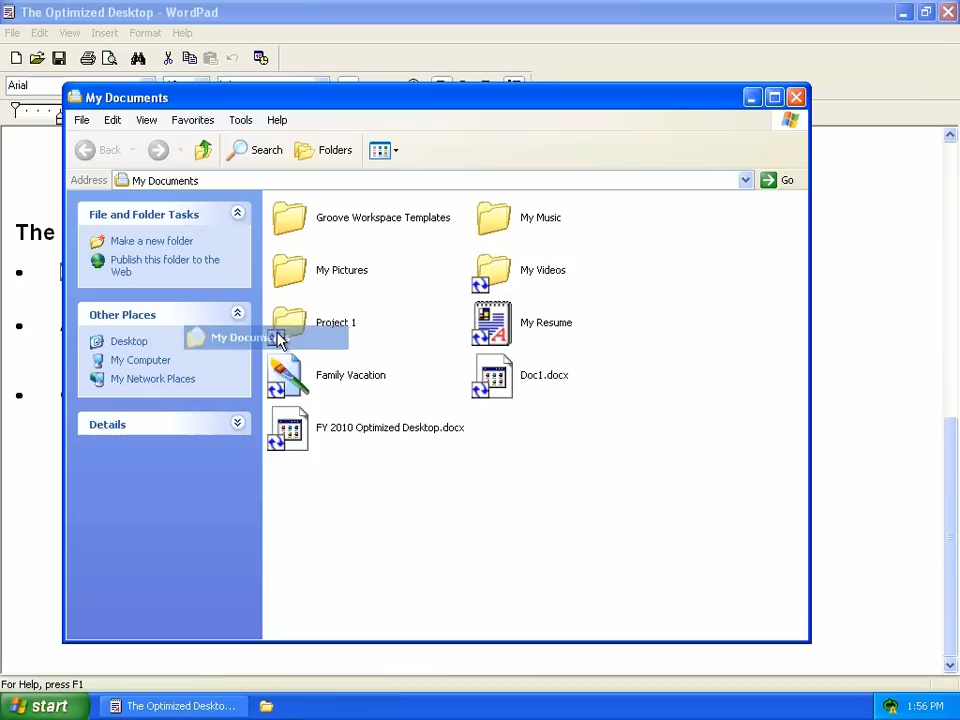 The Optimized Desktop - WordPad
File Edit View Insert Format Help
Arial
My Documents
File Edit View Favorites Tools Help
Back Search Folders
Address My Documents Go
File and Folder Tasks
Make a new folder
Publish this folder to the
Web
Other Places
Desktop
My Computer
My Network Places
Details
Groove Workspace Templates
My Music
My Pictures
My Videos
Project 1
My Resume
My Docum
Family Vacation
Doc1.docx
FY 2010 Optimized Desktop.docx
The
For Help, press F1
start The Optimized Deskto... 1:56 PM